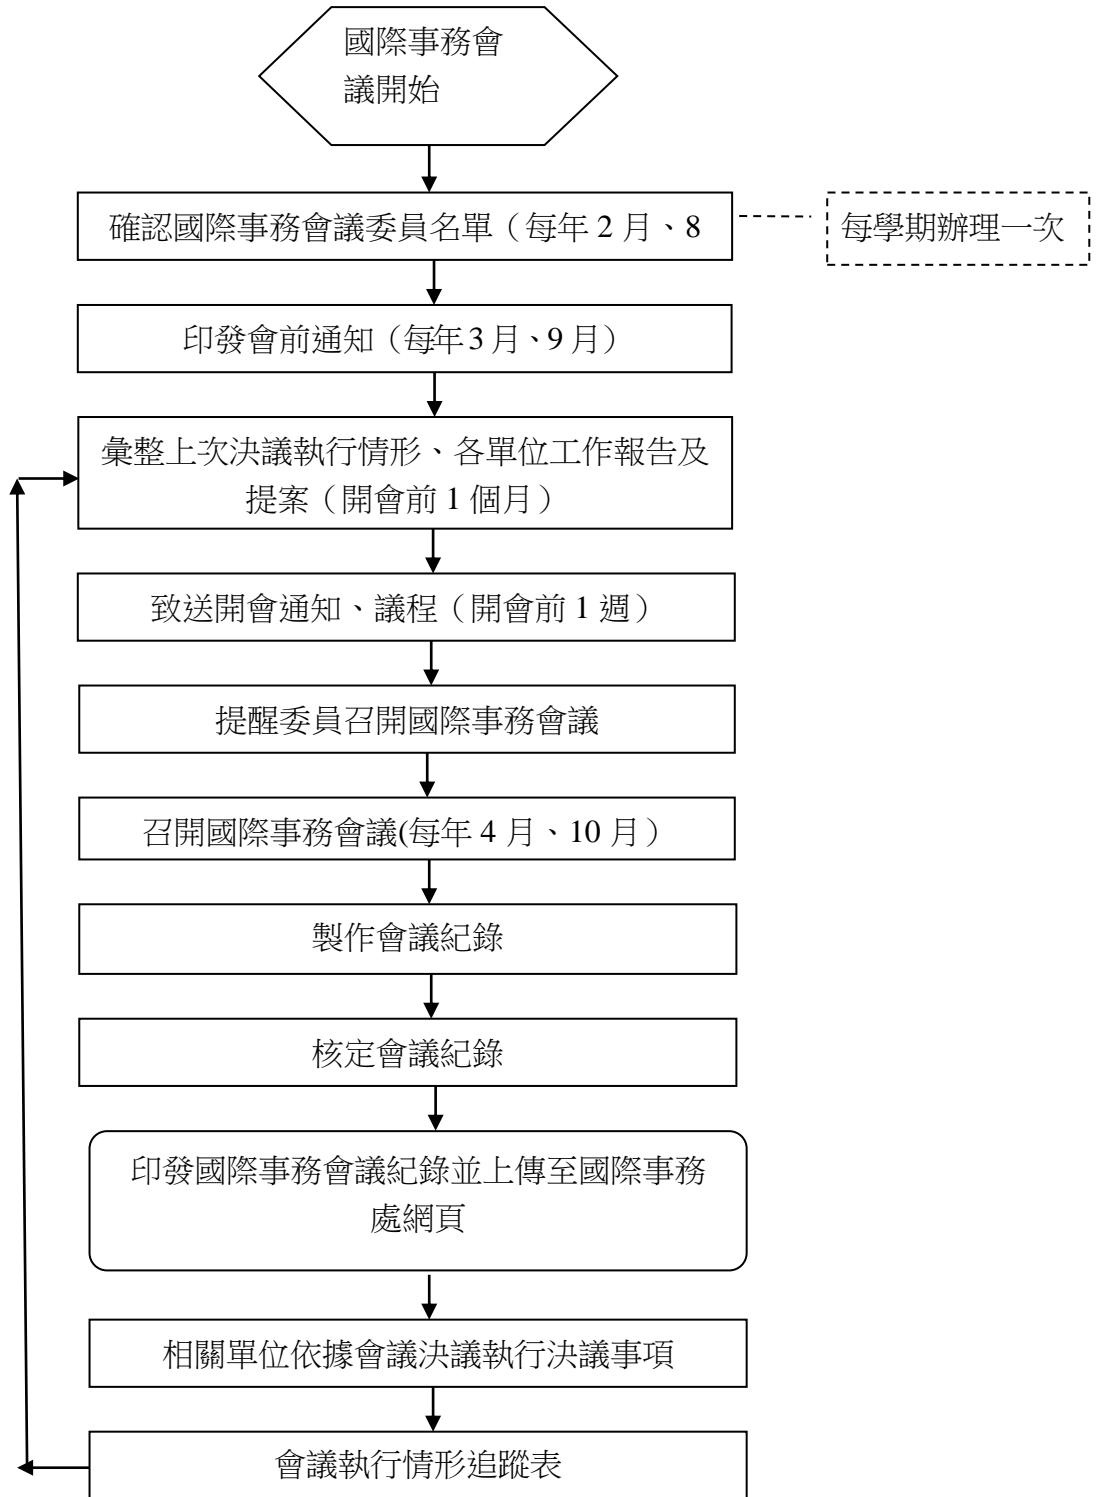 國際事務會
議開始
確認國際事務會議委員名單（每年 2 月、8
每學期辦理一次
印發會前通知（每年 3 月、9 月）
彙整上次決議執行情形、各單位工作報告及
提案（開會前 1 個月）
致送開會通知、議程（開會前 1 週）
提醒委員召開國際事務會議
召開國際事務會議(每年 4 月、10 月）
製作會議紀錄
核定會議紀錄
印發國際事務會議紀錄並上傳至國際事務
處網頁
相關單位依據會議決議執行決議事項
會議執行情形追蹤表